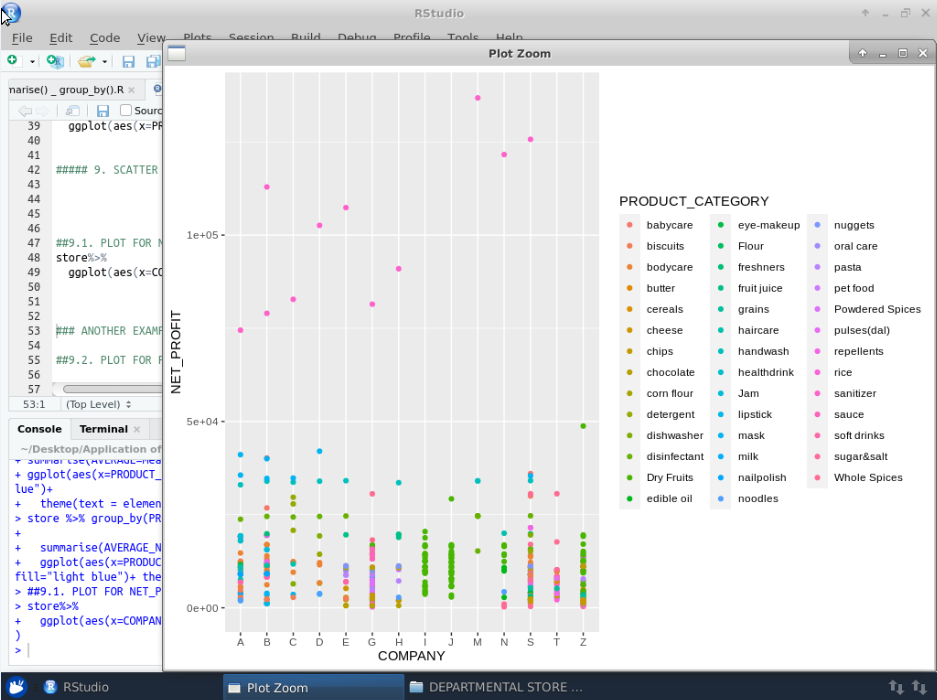 RStudio
File Edit Code View Plots Session Build Debug Profile Tools Help
Plot Zoom
marise() _ group_by().R
Sourc
39 ggplot(aes(x=PR
40
41
42 ##### 9. SCATTER
43
44
45
46
47 ##9.1. PLOT FOR N
48 store%>%
49 ggplot(aes(x=CO
50
51
52
53 ### ANOTHER EXAMP
54
55 ##9.2. PLOT FOR P
56
57
53:1 (Top Level)
Console Terminal
~/Desktop/Application of
+ summarise(AVERAGE=mea
+ ggplot(aes(x=PRODUCT_
lue")+
+ theme(text = elemen
> store %>% group_by(PR
+
+ summarise(AVERAGE_N
+ ggplot(aes(x=PRODUC
fill="light blue")+ the
> ##9.1. PLOT FOR NET_P
> store%>%
+ ggplot(aes(x=COMPAN
)
>
NET_PROFIT
1e+05
5e+04
0e+00
A B C D E G H I J M N S T Z
COMPANY
PRODUCT_CATEGORY
babycare eye-makeup nuggets
biscuits Flour oral care
bodycare freshners pasta
butter fruit juice pet food
cereals grains Powdered Spices
cheese haircare pulses(dal)
chips handwash repellents
chocolate healthdrink rice
corn flour Jam sanitizer
detergent lipstick sauce
dishwasher mask soft drinks
disinfectant milk sugar&salt
Dry Fruits nailpolish Whole Spices
edible oil noodles
RStudio Plot Zoom DEPARTMENTAL STORE ...